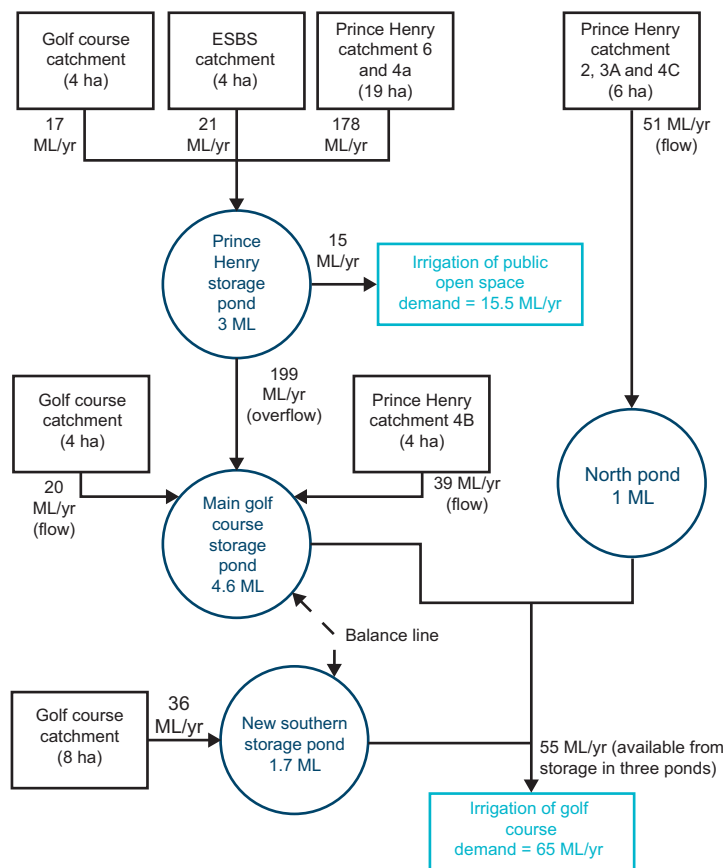 Golf course
catchment
(4 ha)
ESBS
catchment
(4 ha)
Prince Henry
catchment 6
and 4a
(19 ha)
Prince Henry
catchment
2, 3A and 4C
(6 ha)
17
ML/yr
21
ML/yr
178
ML/yr
51 ML/yr
(flow)
Prince
Henry
storage
pond
3 ML
15
ML/yr
Irrigation of public
open space
demand = 15.5 ML/yr
199
ML/yr
(overflow)
Golf course
catchment
(4 ha)
Prince Henry
catchment 4B
(4 ha)
20
ML/yr
(flow)
39 ML/yr
(flow)
Main golf
course
storage
pond
4.6 ML
North pond
1 ML
Balance line
Golf course
catchment
(8 ha)
36
ML/yr
New southern
storage pond
1.7 ML
55 ML/yr (available from
storage in three ponds)
Irrigation of golf
course
demand = 65 ML/yr